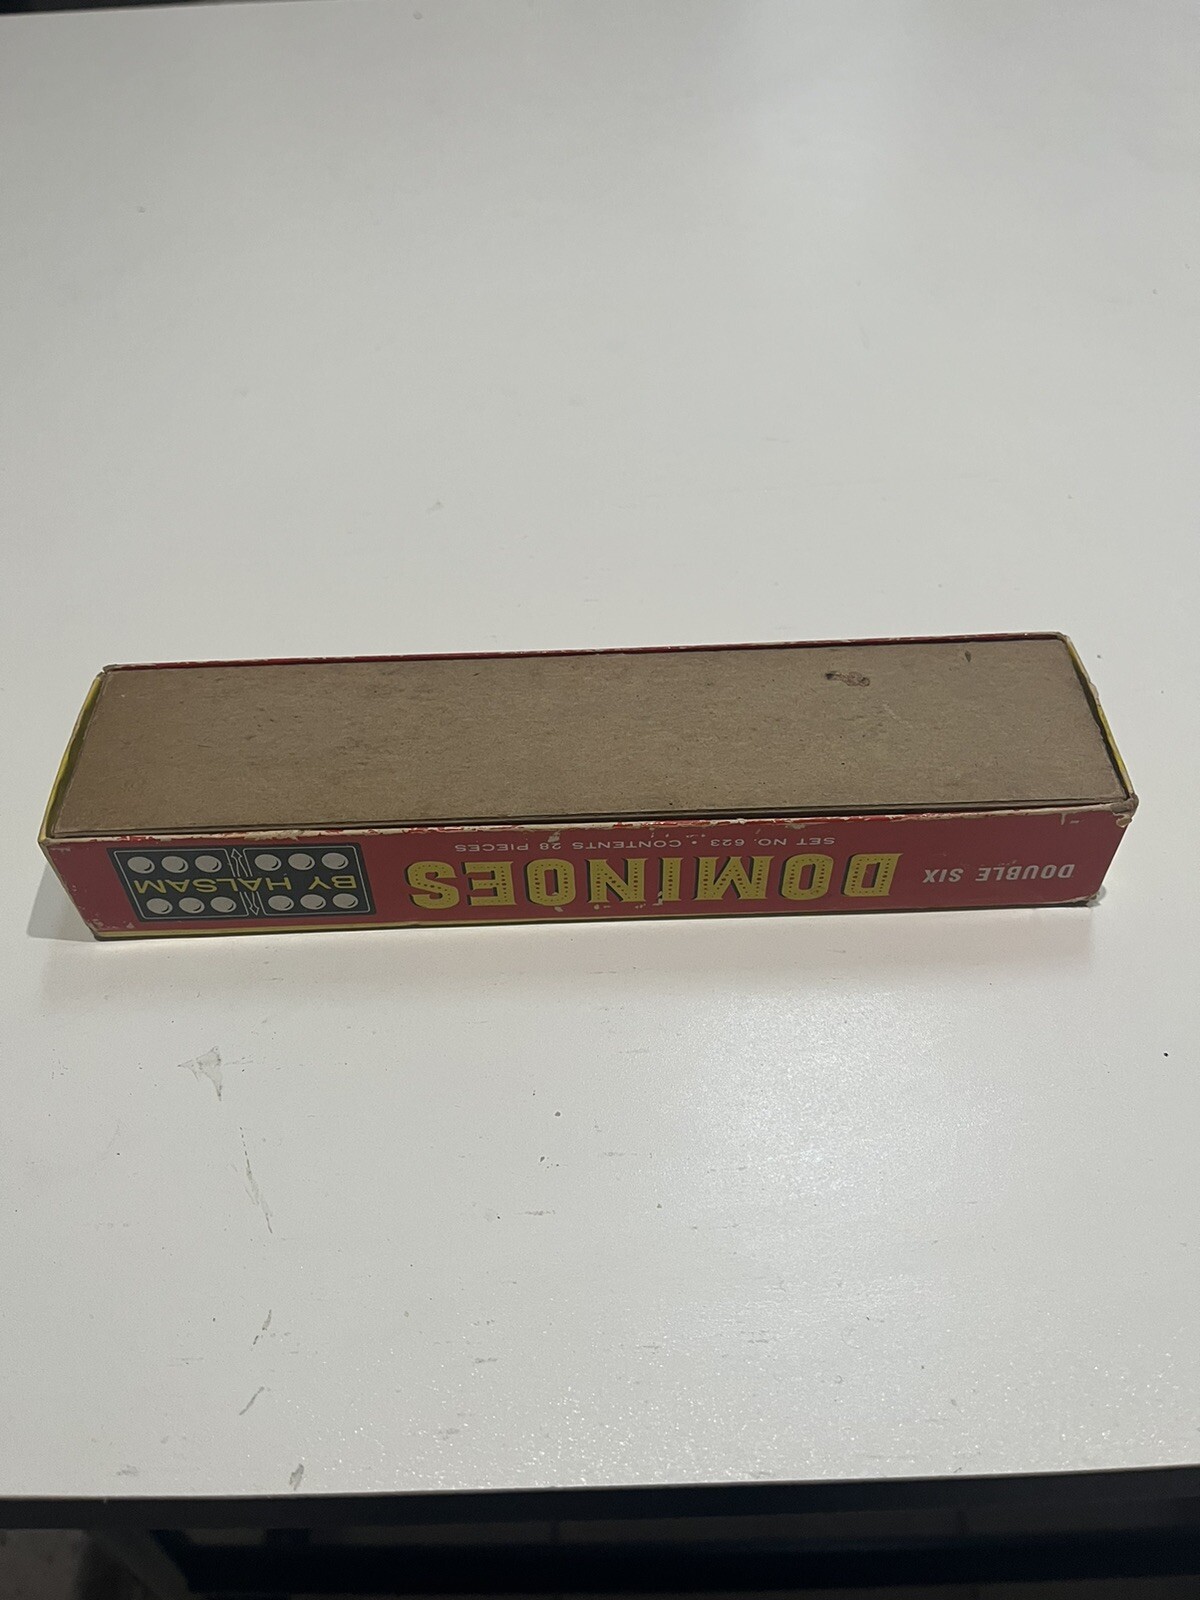 DOUBLE SIX
DOMINOES
BY HALSAM
SET NO. 623 • CONTENTS 28 PIECES